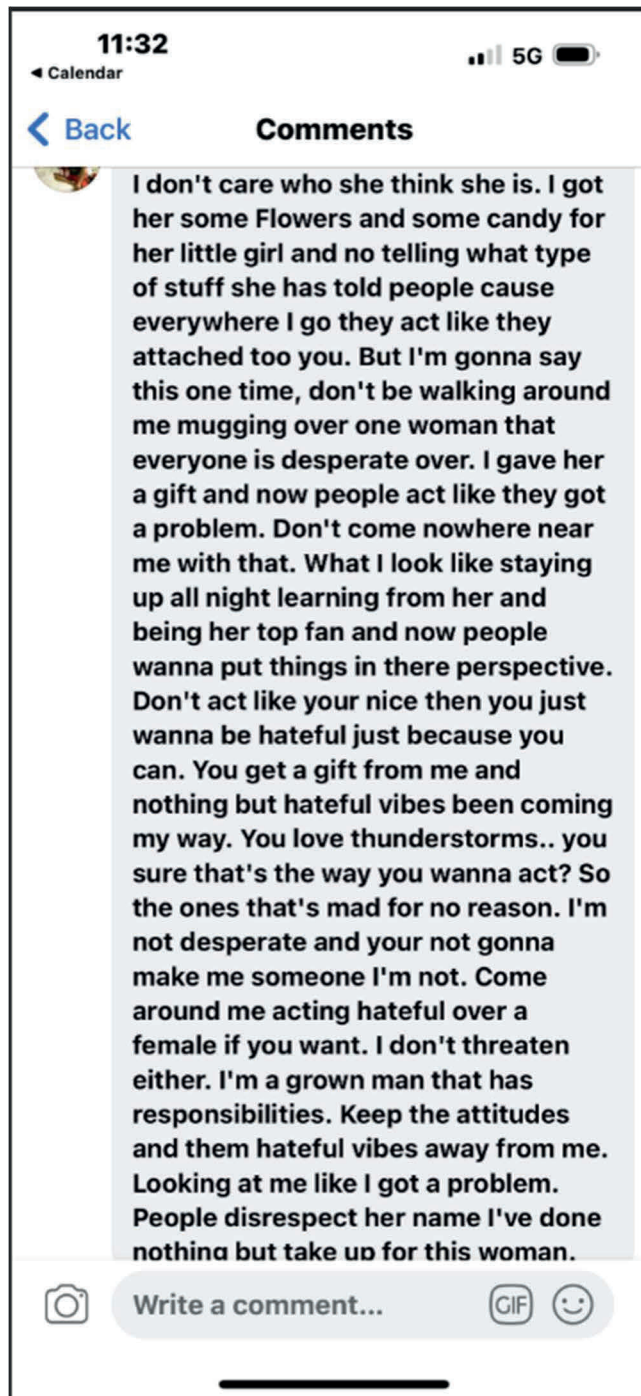 11:32
5G
◀ Calendar
Back
Comments
I don't care who she think she is. I got
her some Flowers and some candy for
her little girl and no telling what type
of stuff she has told people cause
everywhere I go they act like they
attached too you. But I'm gonna say
this one time, don't be walking around
me mugging over one woman that
everyone is desperate over. I gave her
a gift and now people act like they got
a problem. Don't come nowhere near
me with that. What I look like staying
up all night learning from her and
being her top fan and now people
wanna put things in there perspective.
Don't act like your nice then you just
wanna be hateful just because you
can. You get a gift from me and
nothing but hateful vibes been coming
my way. You love thunderstorms.. you
sure that's the way you wanna act? So
the ones that's mad for no reason. I'm
not desperate and your not gonna
make me someone I'm not. Come
around me acting hateful over a
female if you want. I don't threaten
either. I'm a grown man that has
responsibilities. Keep the attitudes
and them hateful vibes away from me.
Looking at me like I got a problem.
People disrespect her name I've done
nothing but take up for this woman.
Write a comment...
GIF